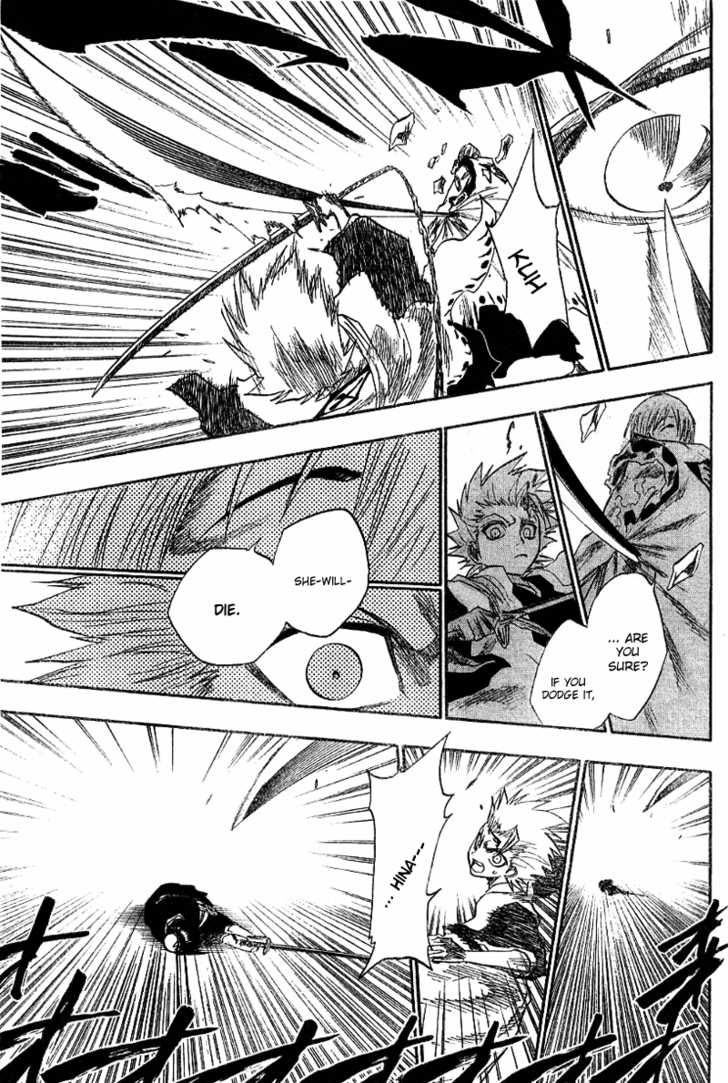 KUH
... ARE
YOU
SURE?
IF YOU
DODGE IT,
SHE-WILL-
DIE.
... HINA---